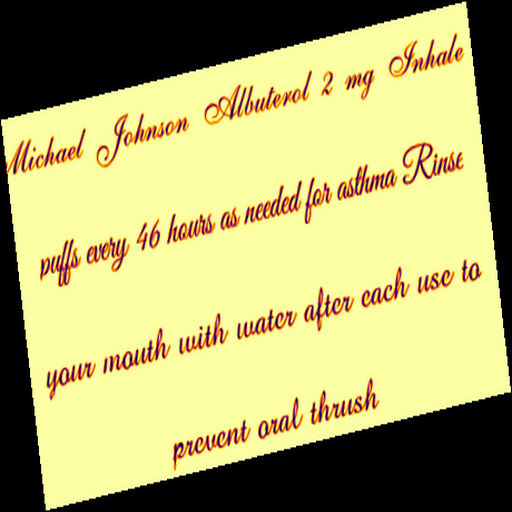 Michael Johnson Albuterol 2 mg Inhale
puffs every 46 hours as needed for asthma Rinse
your mouth with water after each use to
prevent oral thrush